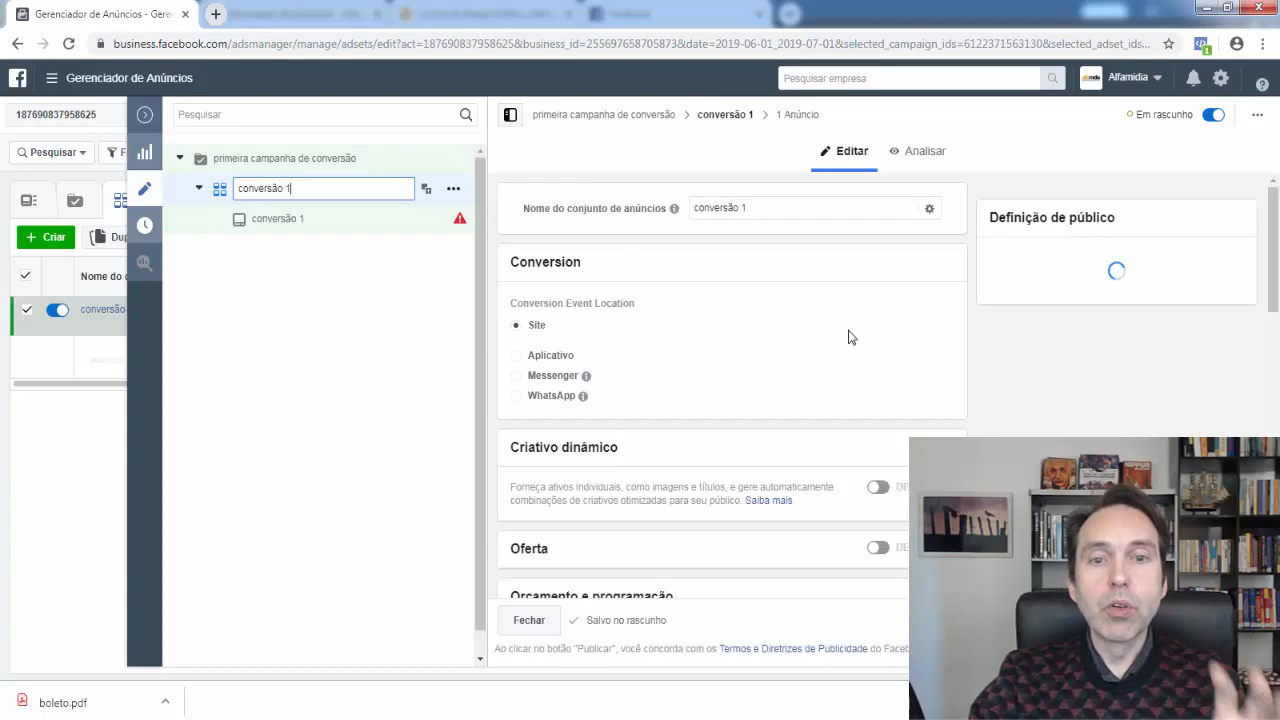 Gerenciador de Anúncios - Gere
business.facebook.com/adsmanager/manage/adsets/edit?act=187690837958625&business_id=255697658705873&date=2019-06-01_2019-07-01&selected_campaign_ids=6122371563130&selected_adset_ids...
Gerenciador de Anúncios
Pesquisar empresa
Alfamídia
187690837958625
Pesquisar
primeira campanha de conversão
conversão 1
1 Anúncio
Em rascunho
Pesquisar
F
Editar
Analisar
primeira campanha de conversão
conversão 1
conversão 1
Nome do conjunto de anúncios
conversão 1
Definição de público
+ Criar
Dup
Nome do c
conversão
Conversion
Conversion Event Location
Site
Aplicativo
Messenger
WhatsApp
Criativo dinâmico
Forneça ativos individuais, como imagens e títulos, e gere automaticamente
combinações de criativos otimizadas para seu público. Saiba mais
DE
Oferta
DE
Orçamento e programação
Fechar
Salvo no rascunho
Ao clicar no botão "Publicar", você concorda com os Termos e Diretrizes de Publicidade do Faceb
boleto.pdf